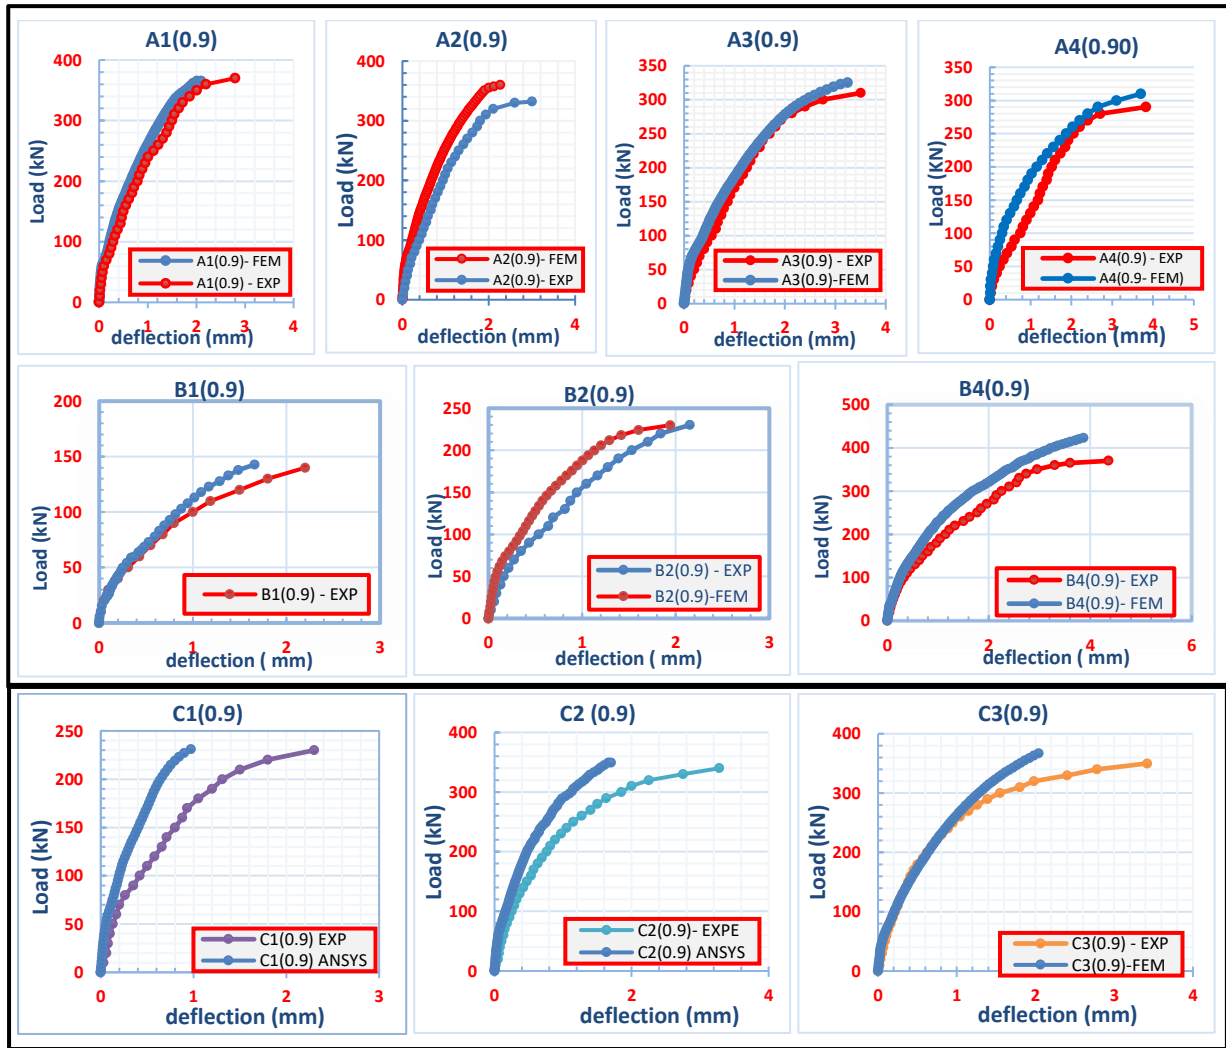 A1(0.9)
400
300
200
100
0
Load (kN)
A1(0.9)- FEM
A1(0.9) - EXP
0 1 2 3 4
deflection (mm)
A2(0.9)
400
300
200
100
0
Load (kN)
A2(0.9)- FEM
A2(0.9)- EXP
0 2 4
deflection (mm)
A3(0.9)
350
300
250
200
150
100
50
0
Load (kN)
A3(0.9) - EXP
A3(0.9)-FEM
0 1 2 3 4
deflection (mm)
A4(0.90)
350
300
250
200
150
100
50
0
Load (kN)
A4(0.9) - EXP
A4(0.9- FEM)
0 1 2 3 4 5
deflection (mm)
B1(0.9)
200
150
100
50
0
Load (kN)
B1(0.9) - EXP
0 1 2 3
deflection ( mm)
B2(0.9)
250
200
150
100
50
0
Load (kN)
B2(0.9) - EXP
B2(0.9)-FEM
0 1 2 3
deflection ( mm)
B4(0.9)
500
400
300
200
100
0
Load (kN)
B4(0.9)- EXP
B4(0.9)- FEM
0 2 4 6
deflection ( mm)
C1(0.9)
250
200
150
100
50
0
Load (kN)
C1(0.9) EXP
C1(0.9) ANSYS
0 1 2 3
deflection (mm)
C2 (0.9)
400
300
200
100
0
Load (kN)
C2(0.9)- EXPE
C2(0.9) ANSYS
0 2 4
deflection (mm)
C3(0.9)
400
300
200
100
0
Load (kN)
C3(0.9) - EXP
C3(0.9)-FEM
0 1 2 3 4
deflection (mm)